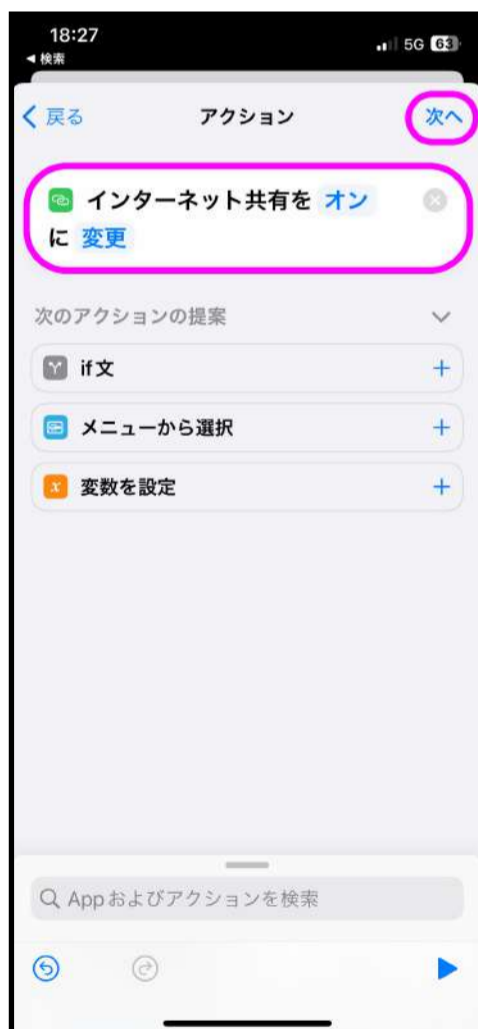 18:27
5G 63
◀ 検索
戻る
アクション
次へ
インターネット共有を オン
に 変更
次のアクションの提案
if文
メニューから選択
x 変数を設定
Appおよびアクションを検索